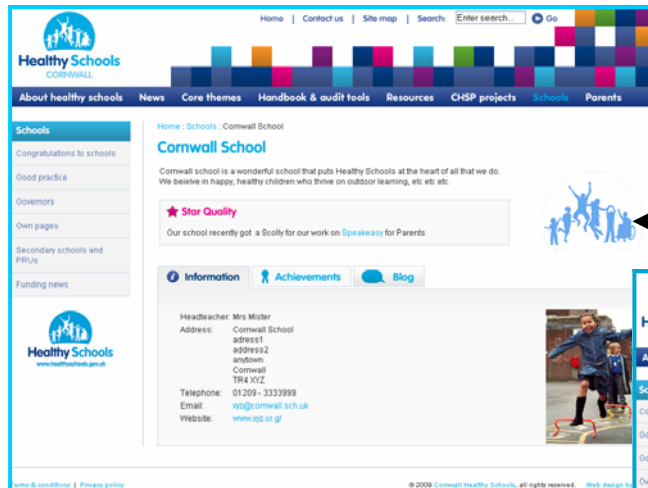 Home | Contact us | Site map | Search: Enter search... Go
Healthy Schools
CORNWALL
About healthy schools News Core themes Handbook & audit tools Resources CHSP projects Schools Parents
Schools
Congratulations to schools
Good practice
Governors
Own pages
Secondary schools and
PRUs
Funding news
Healthy Schools
www.healthyschools.gov.uk
Home : Schools : Cornwall School
Cornwall School
Cornwall school is a wonderful school that puts Healthy Schools at the heart of all that we do.
We beleive in happy, healthy children who thrive on outdoor learning, etc etc etc.
Star Quality
Our school recently got a Scolly for our work on Speakeasy for Parents
Information Achievements Blog
Headteacher: Mrs Mister
Address: Cornwall School
adress1
address2
anytown
Cornwall
TR4 XYZ
Telephone: 01209 - 3333999
Email: xyz@cornwall.sch.uk
Website: www.xyz.or.g/
terms & conditions | Privacy policy
© 2009 Cornwall Healthy Schools, all rights reserved. Web design by